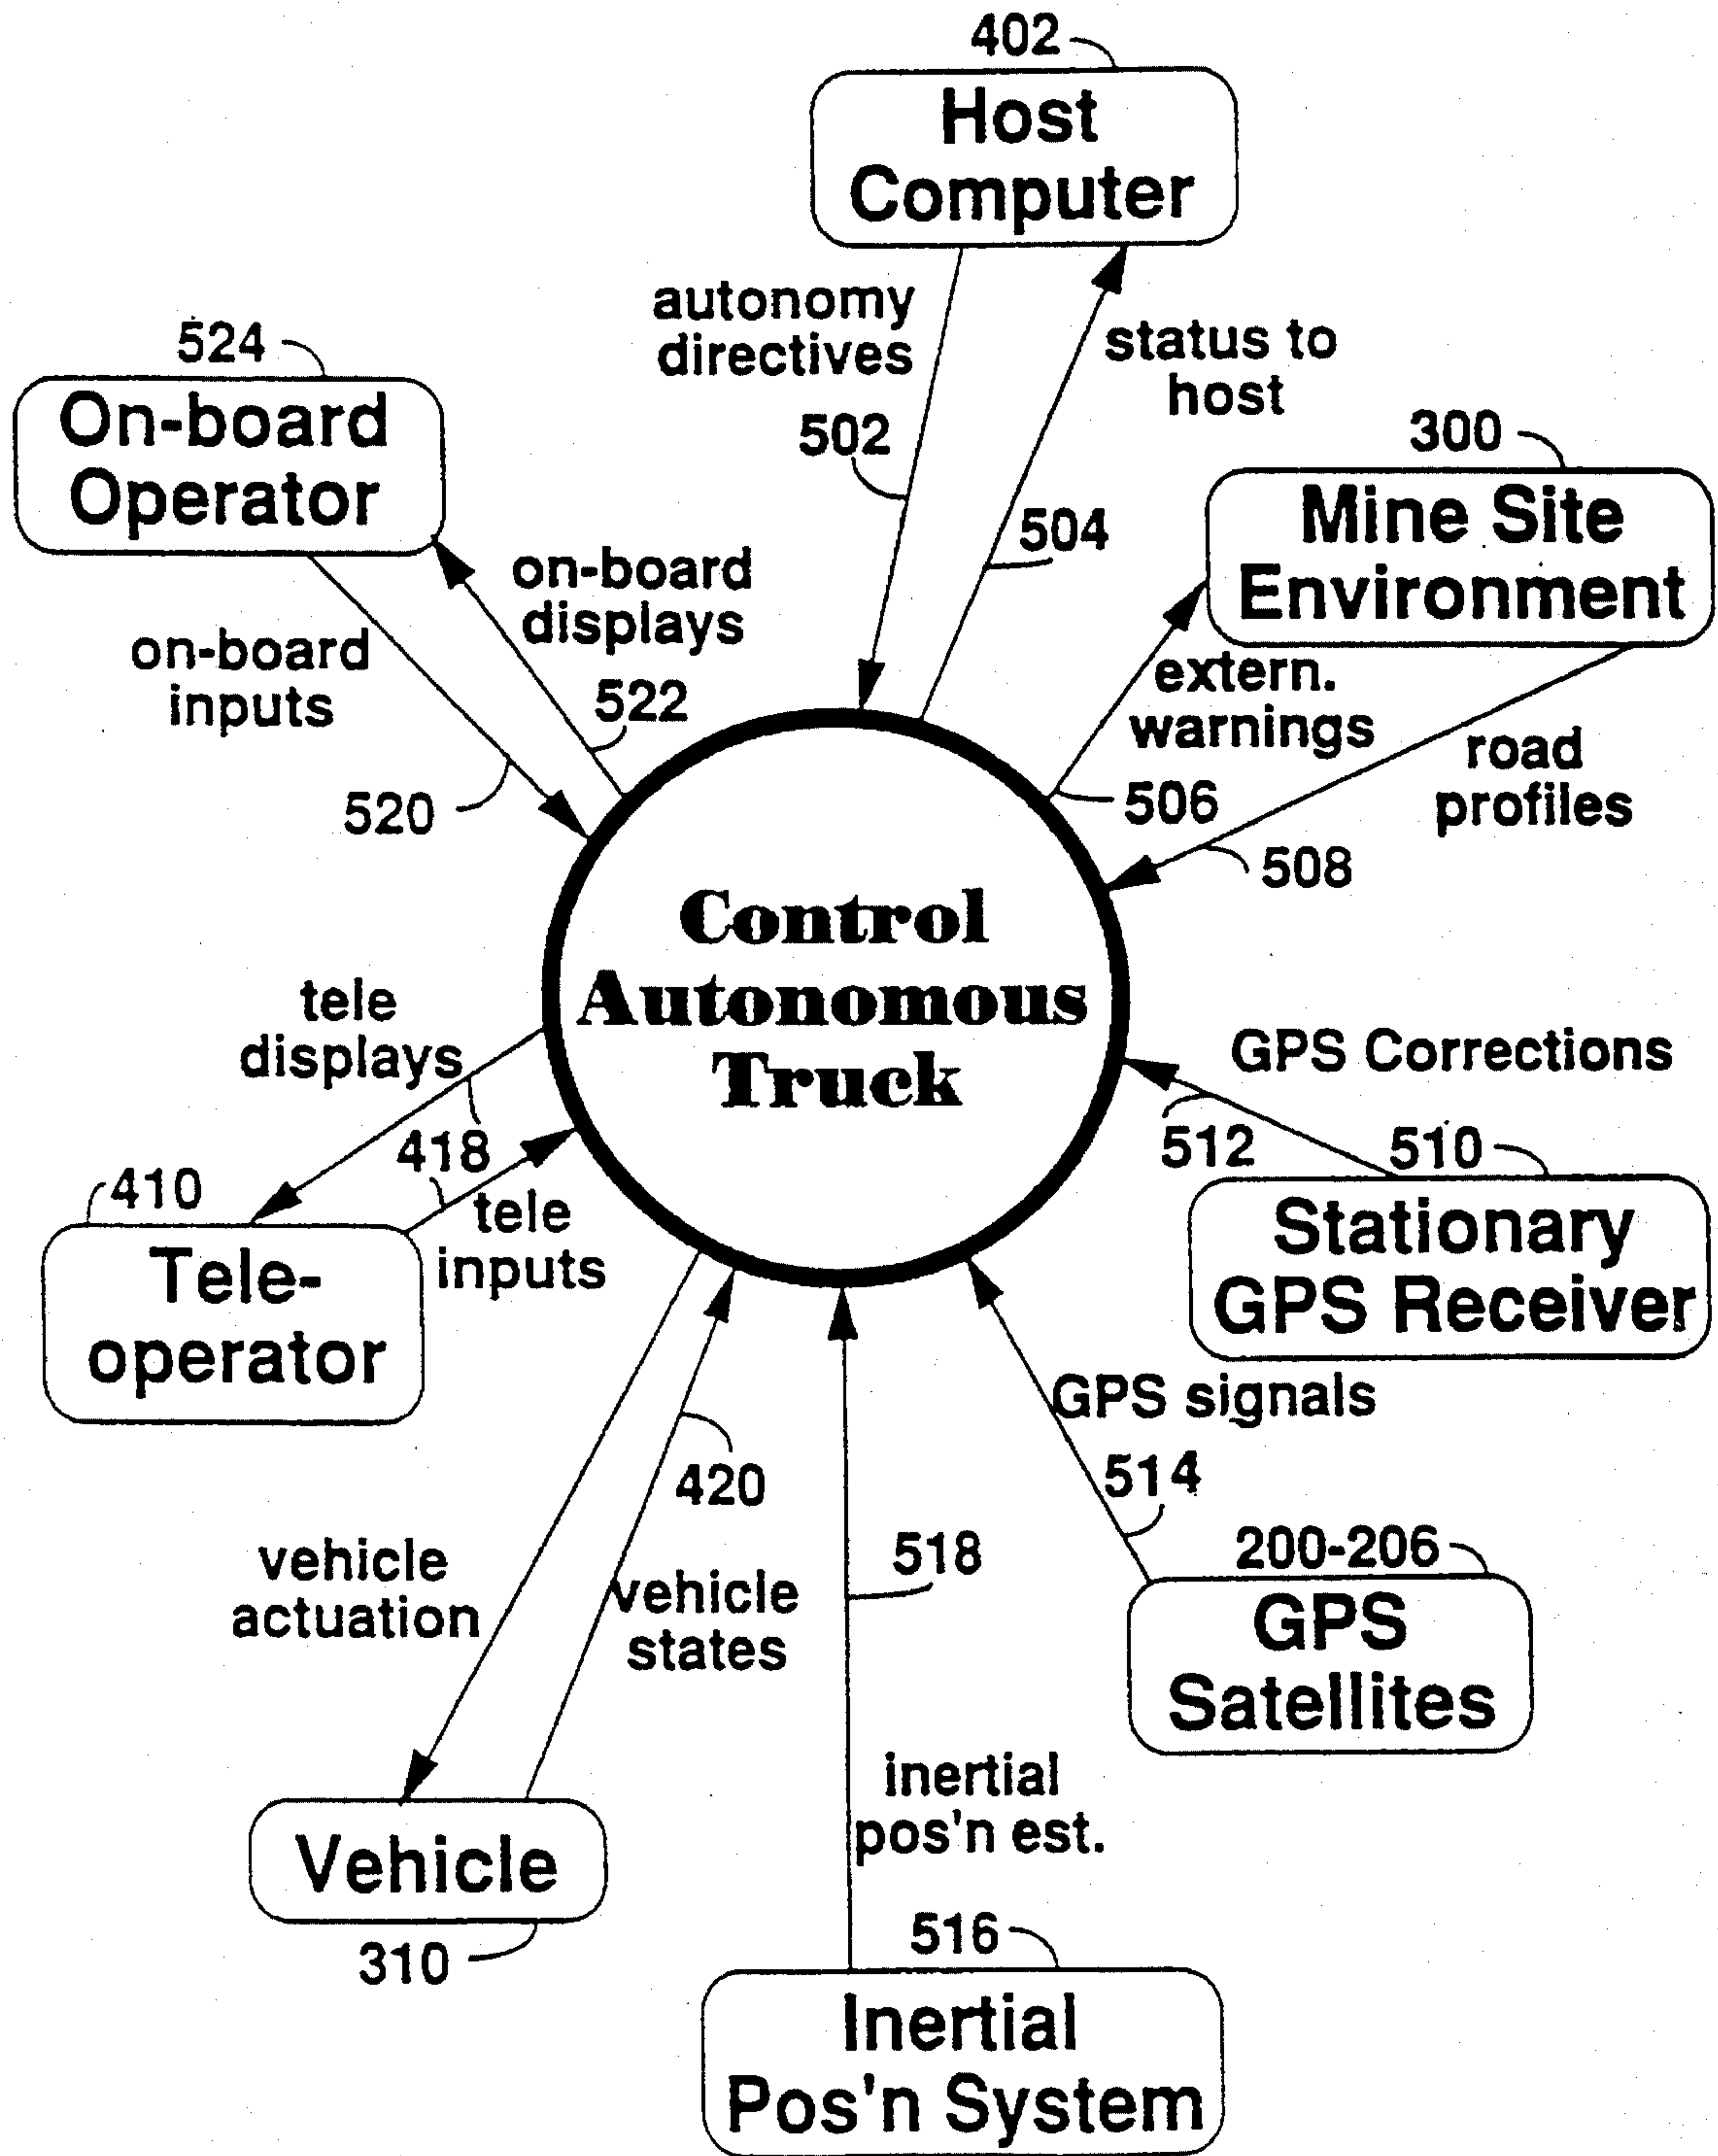 402
Host
Computer
autonomy
directives
502
status to
host
504
524
On-board
Operator
on-board
displays
522
on-board
inputs
520
300
Mine Site
Environment
extern.
warnings
506
road
profiles
508
Control
Autonomous
Truck
tele
displays
418
410
Tele-
operator
418
tele
inputs
GPS Corrections
512
510
Stationary
GPS Receiver
GPS signals
514
200-206
GPS
Satellites
420
vehicle
actuation
vehicle
states
518
inertial
pos'n est.
Vehicle
310
516
Inertial
Pos'n System